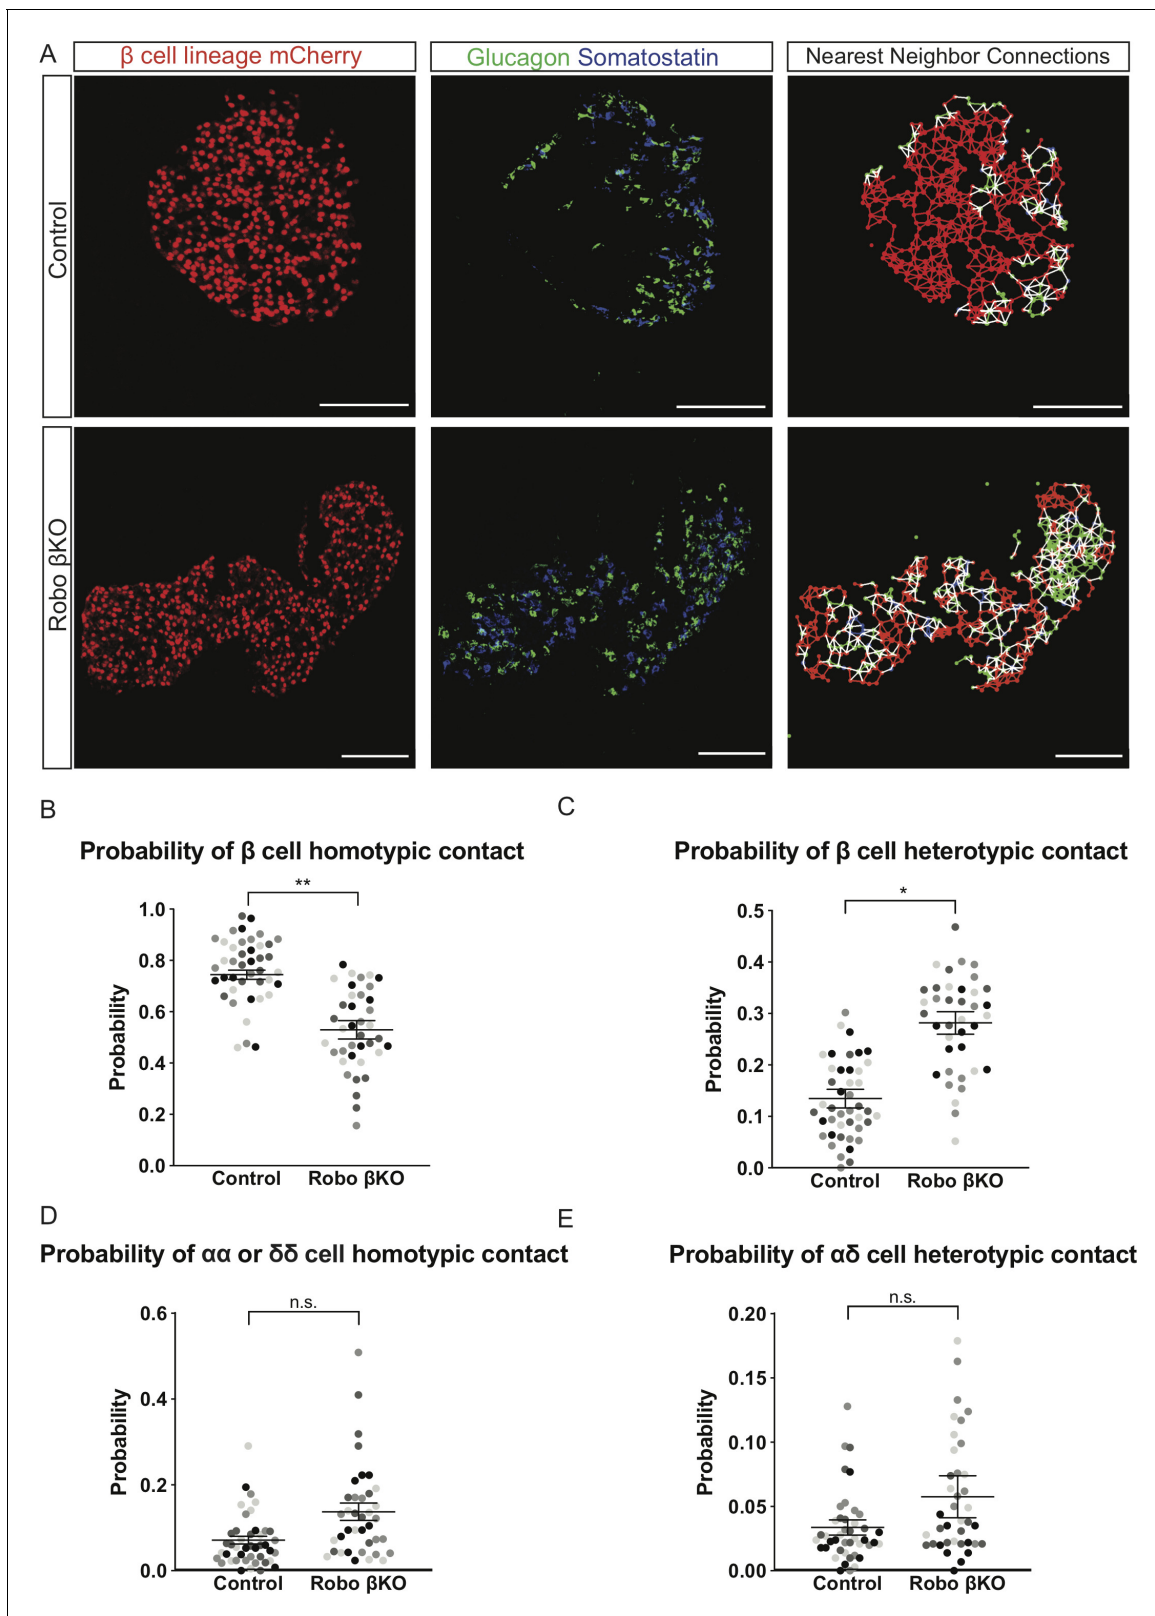 A
β cell lineage mCherry
Glucagon Somatostatin
Nearest Neighbor Connections
Control
Robo βKO
B
Probability of β cell homotypic contact
**
1.0
0.8
0.6
0.4
0.2
0.0
Probability
Control
Robo βKO
C
Probability of β cell heterotypic contact
*
0.5
0.4
0.3
0.2
0.1
0.0
Probability
Control
Robo βKO
D
Probability of αα or δδ cell homotypic contact
n.s.
0.6
0.4
0.2
0.0
Probability
Control
Robo βKO
E
Probability of αδ cell heterotypic contact
n.s.
0.20
0.15
0.10
0.05
0.00
Probability
Control
Robo βKO